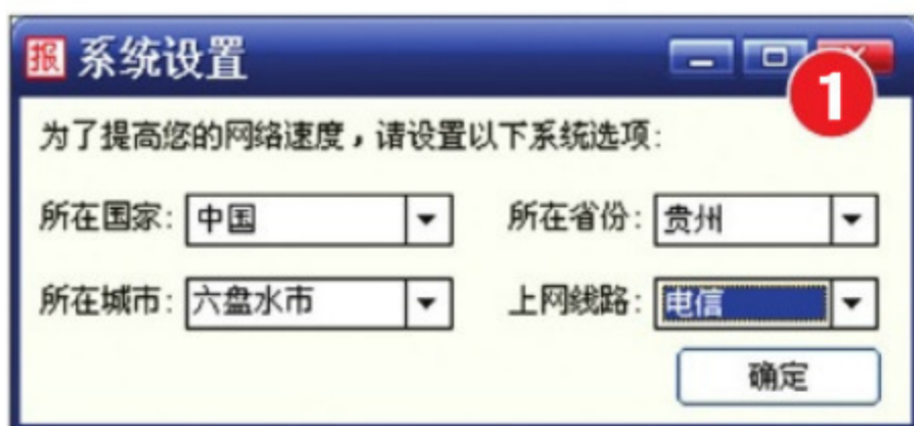 报 系统设置
1
为了提高您的网络速度，请设置以下系统选项:
所在国家: 中国 所在省份: 贵州
所在城市: 六盘水市 上网线路: 电信
确定